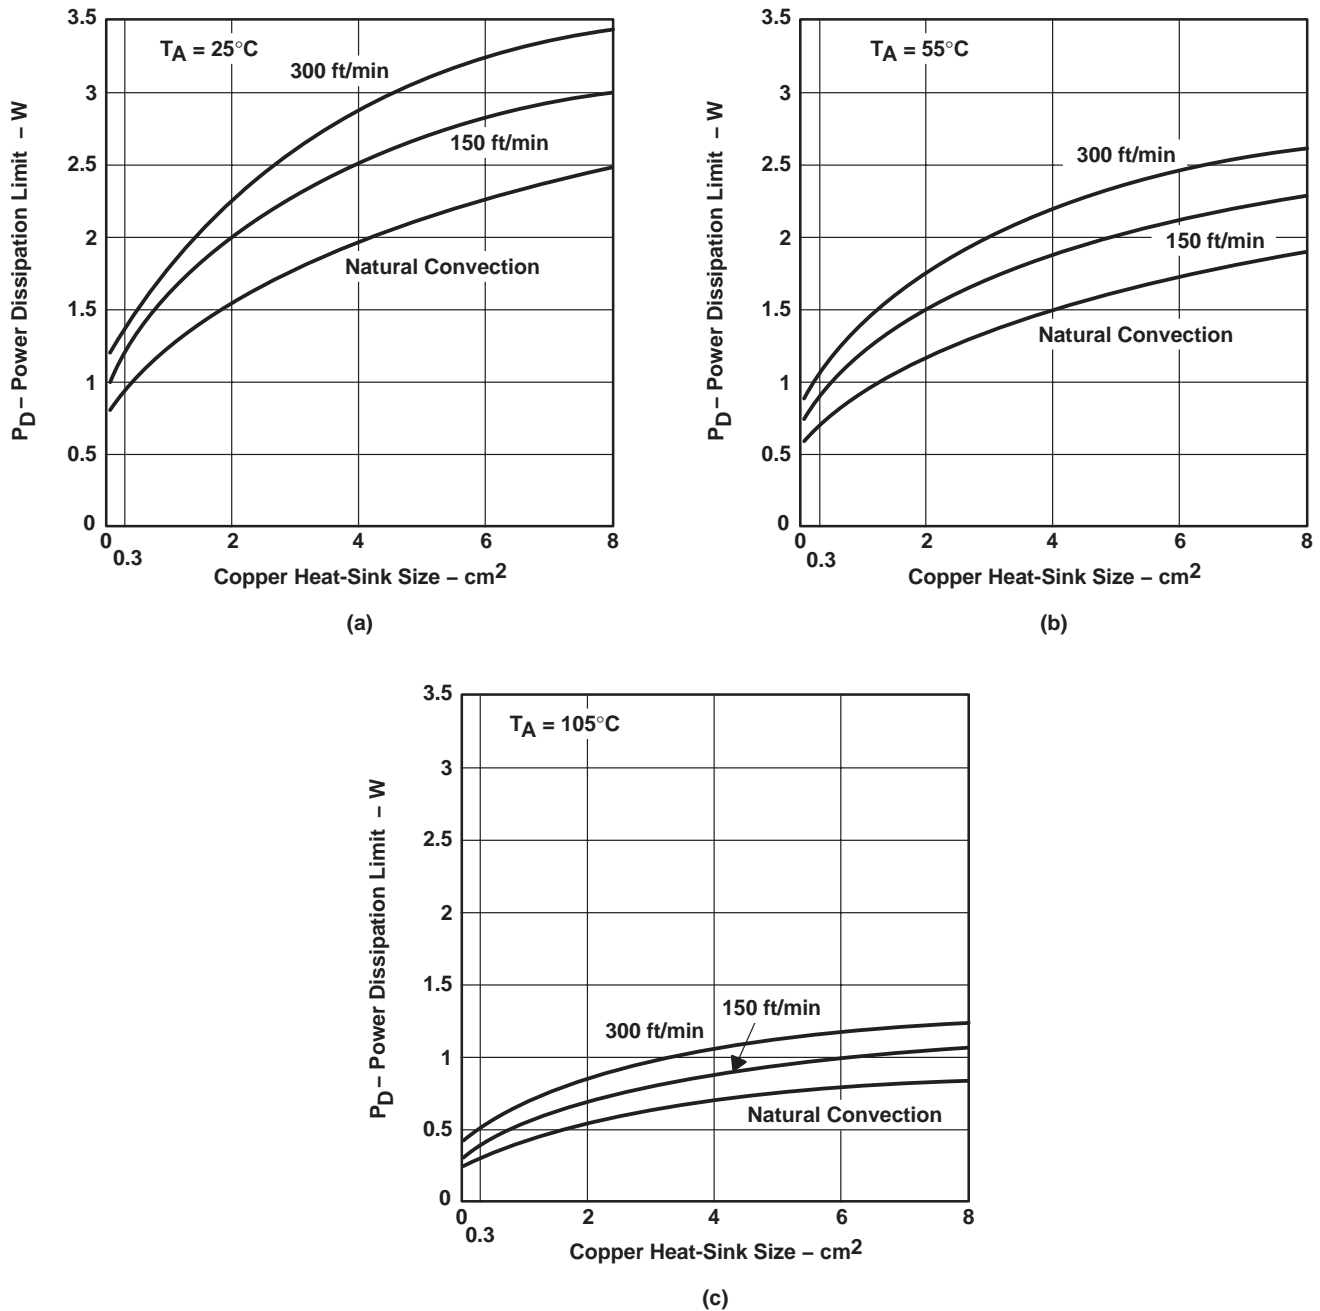 3.5
3
2.5
2
1.5
1
0.5
0
P_D – Power Dissipation Limit – W
T_A = 25°C
300 ft/min
150 ft/min
Natural Convection
0 2 4 6 8
0.3
Copper Heat-Sink Size – cm²
(a)
3.5
3
2.5
2
1.5
1
0.5
0
P_D – Power Dissipation Limit – W
T_A = 55°C
300 ft/min
150 ft/min
Natural Convection
0 2 4 6 8
0.3
Copper Heat-Sink Size – cm²
(b)
3.5
3
2.5
2
1.5
1
0.5
0
P_D – Power Dissipation Limit – W
T_A = 105°C
150 ft/min
300 ft/min
Natural Convection
0 2 4 6 8
0.3
Copper Heat-Sink Size – cm²
(c)